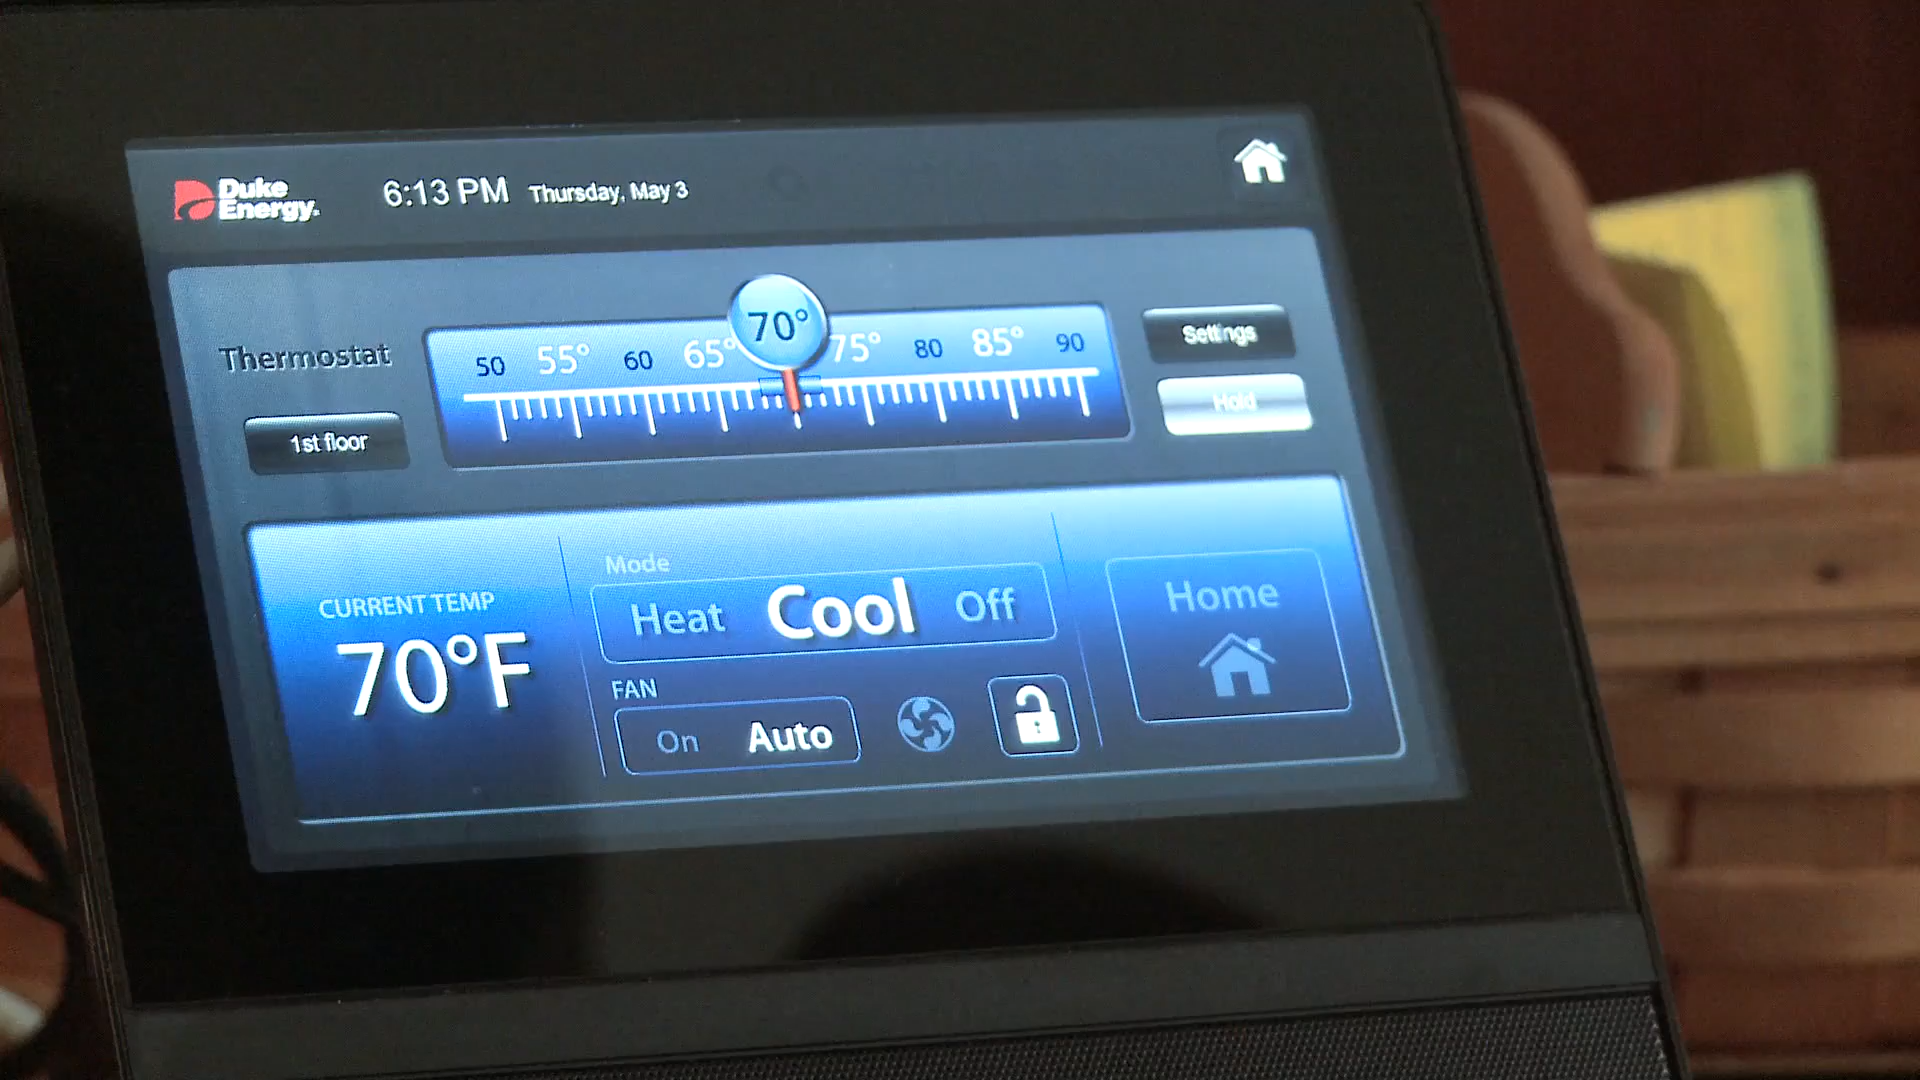 Duke
Energy®
6:13 PM Thursday, May 3
Thermostat
50 55° 60 65° 70° 75° 80 85° 90
Settings
Hold
1st floor
CURRENT TEMP
70°F
Mode
Heat Cool Off
FAN
On Auto
Home